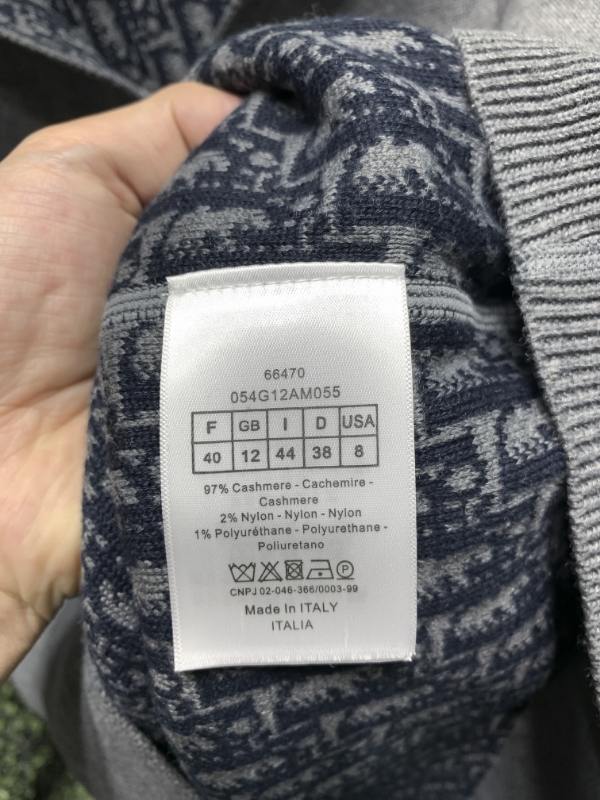 66470
054G12AM055
F GB I D USA
40 12 44 38 8
97% Cashmere - Cachemire -
Cashmere
2% Nylon - Nylon - Nylon
1% Polyuréthane - Polyurethane -
Poliuretano
CNPJ 02-046-366/0003-99
Made In ITALY
ITALIA